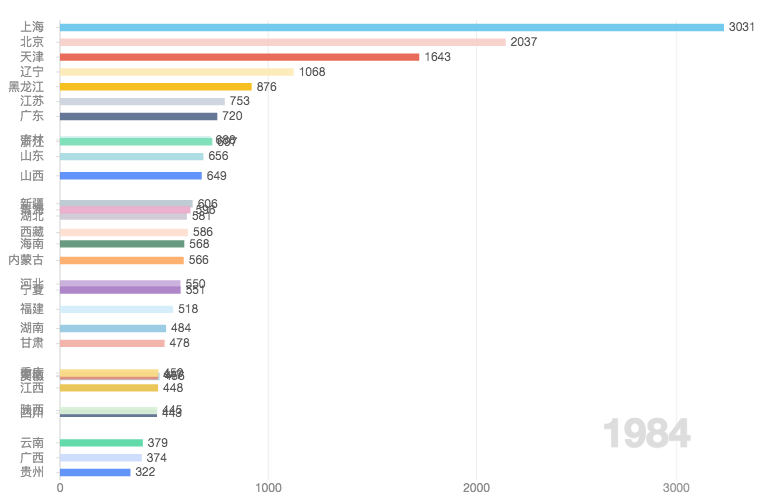 上海 3031
北京 2037
天津 1643
辽宁 1068
黑龙江 876
江苏 753
广东 720
山东 656
山西 649
新疆 606
湖北 581
西藏 586
海南 568
内蒙古 566
河北 550
宁夏 551
福建 518
湖南 484
甘肃 478
重庆
江西 448
陕西 445
四川 443
云南 379
广西 374
贵州 322
1984
0 1000 2000 3000